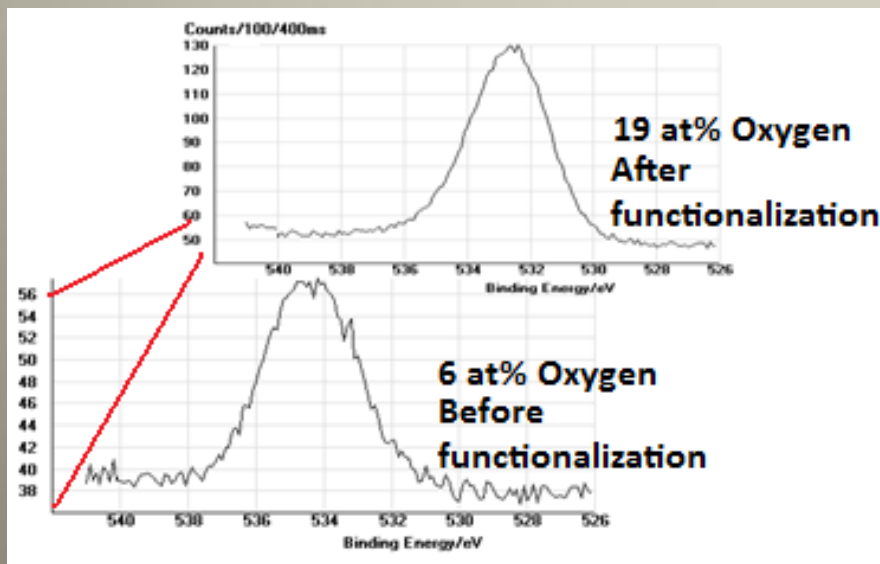 Counts/100/400ms
130
120
110
100
90
80
70
60
50
540 538 536 534 532 530 528 526
Binding Energy/eV
19 at% Oxygen
After
functionalization
56
54
52
50
48
46
44
42
40
38
540 538 536 534 532 530 528 526
Binding Energy/eV
6 at% Oxygen
Before
functionalization